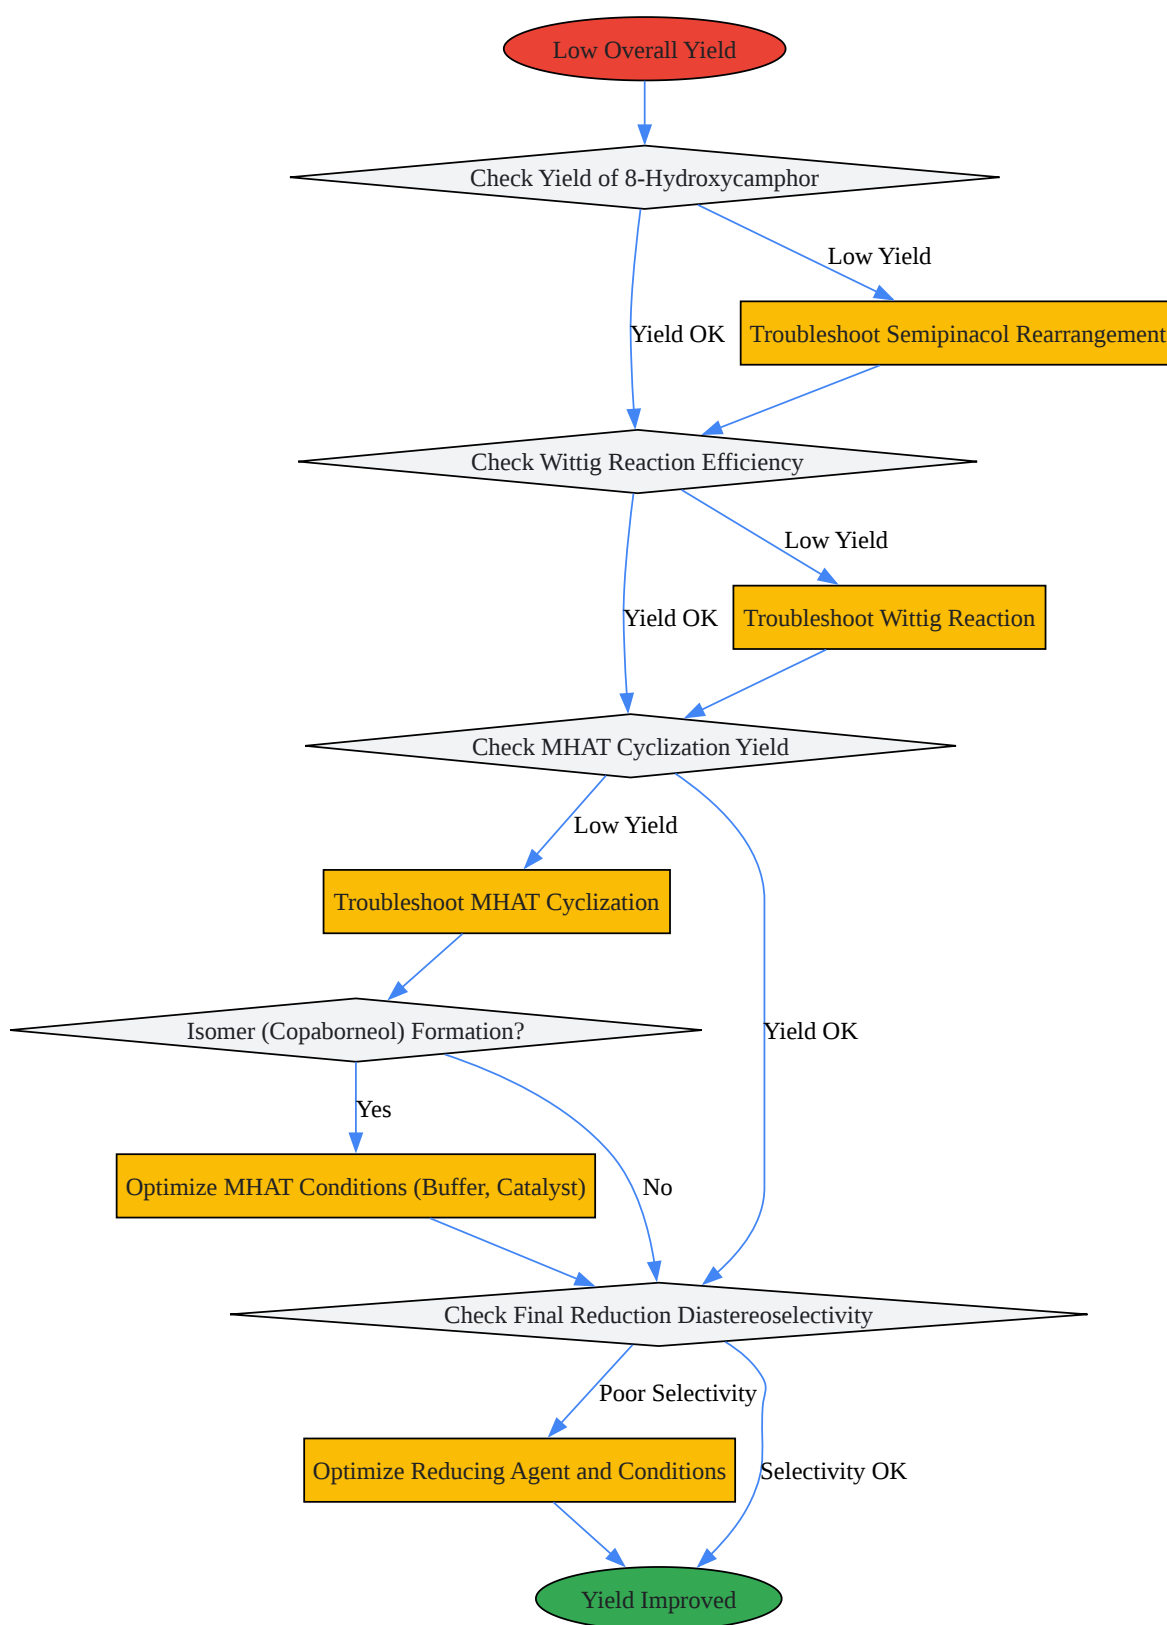 Low Overall Yield
Check Yield of 8-Hydroxycamphor
Low Yield
Yield OK
Troubleshoot Semipinacol Rearrangement
Check Wittig Reaction Efficiency
Low Yield
Yield OK
Troubleshoot Wittig Reaction
Check MHAT Cyclization Yield
Low Yield
Troubleshoot MHAT Cyclization
Isomer (Copaborneol) Formation?
Yield OK
Yes
Optimize MHAT Conditions (Buffer, Catalyst)
No
Check Final Reduction Diastereoselectivity
Poor Selectivity
Optimize Reducing Agent and Conditions
Selectivity OK
Yield Improved